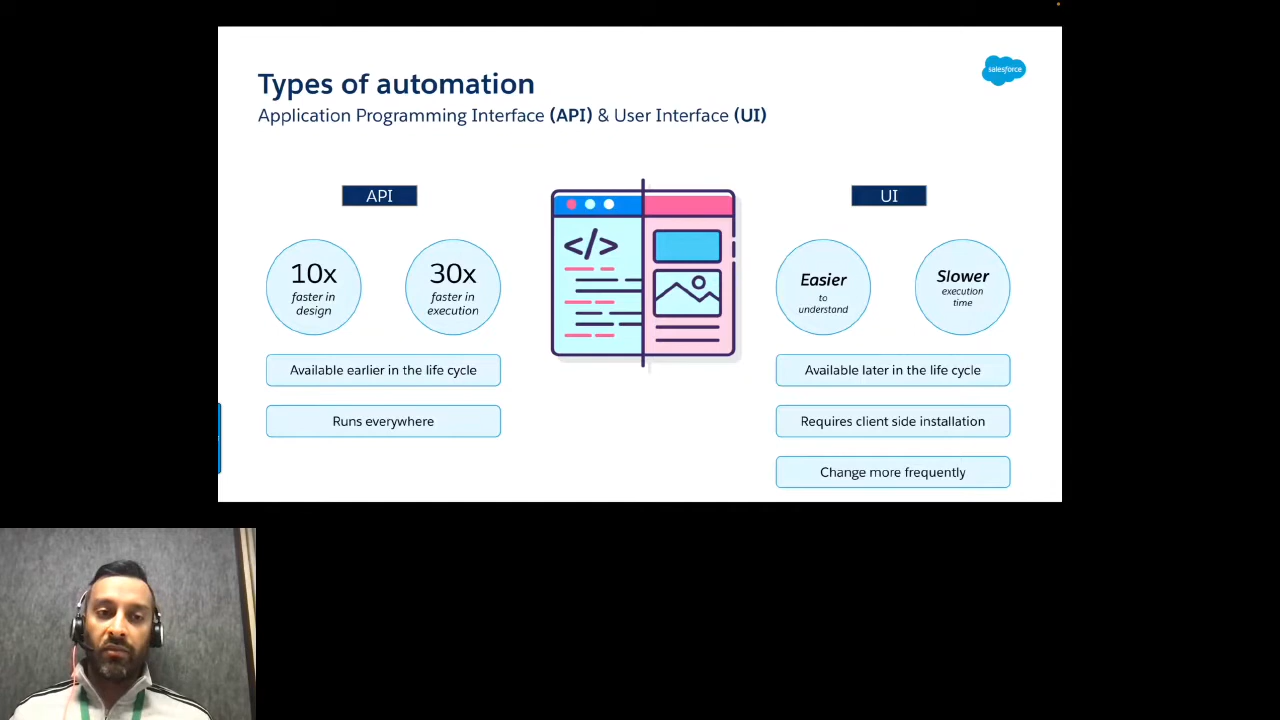 Types of automation
salesforce
Application Programming Interface (API) & User Interface (UI)
API
10x
faster in
design
30x
faster in
execution
Available earlier in the life cycle
Runs everywhere
</>
UI
Easier
to
understand
Slower
execution
time
Available later in the life cycle
Requires client side installation
Change more frequently